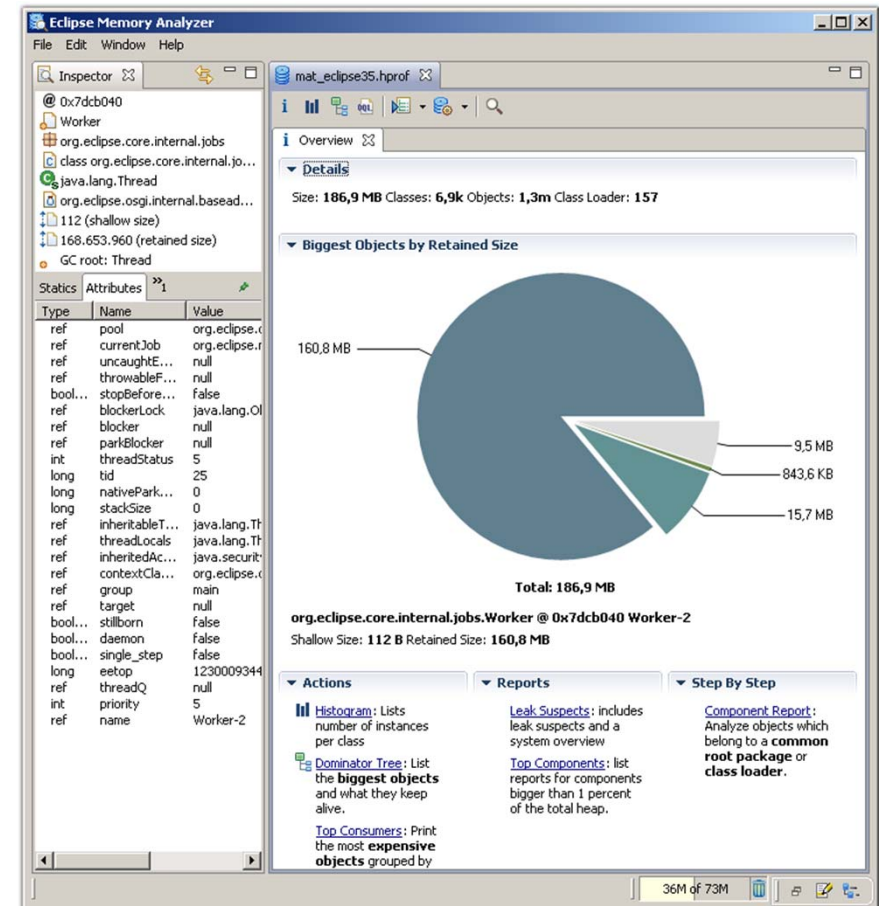 Eclipse Memory Analyzer
File Edit Window Help
Inspector
@ 0x7dcb040
Worker
org.eclipse.core.internal.jobs
class org.eclipse.core.internal.jo...
java.lang.Thread
org.eclipse.osgi.internal.basead...
112 (shallow size)
168.653.960 (retained size)
GC root: Thread
Statics Attributes »1
Type Name Value
ref pool org.eclipse.c
ref currentJob org.eclipse.r
ref uncaughtE... null
ref throwableF... null
bool... stopBefore... false
ref blockerLock java.lang.Ol
ref blocker null
ref parkBlocker null
int threadStatus 5
long tid 25
long nativePark... 0
long stackSize 0
ref inheritableT... java.lang.Th
ref threadLocals java.lang.Th
ref inheritedAc... java.securit
ref contextCla... org.eclipse.c
ref group main
ref target null
bool... stillborn false
bool... daemon false
bool... single_step false
long eetop 1230009344
ref threadQ null
int priority 5
ref name Worker-2
mat_eclipse35.hprof
i OQL
i Overview
Details
Size: 186,9 MB Classes: 6,9k Objects: 1,3m Class Loader: 157
Biggest Objects by Retained Size
160,8 MB
9,5 MB
843,6 KB
15,7 MB
Total: 186,9 MB
org.eclipse.core.internal.jobs.Worker @ 0x7dcb040 Worker-2
Shallow Size: 112 B Retained Size: 160,8 MB
Actions
Histogram: Lists
number of instances
per class
Dominator Tree: List
the biggest objects
and what they keep
alive.
Top Consumers: Print
the most expensive
objects grouped by
Reports
Leak Suspects: includes
leak suspects and a
system overview
Top Components: list
reports for components
bigger than 1 percent
of the total heap.
Step By Step
Component Report:
Analyze objects which
belong to a common
root package or
class loader.
36M of 73M